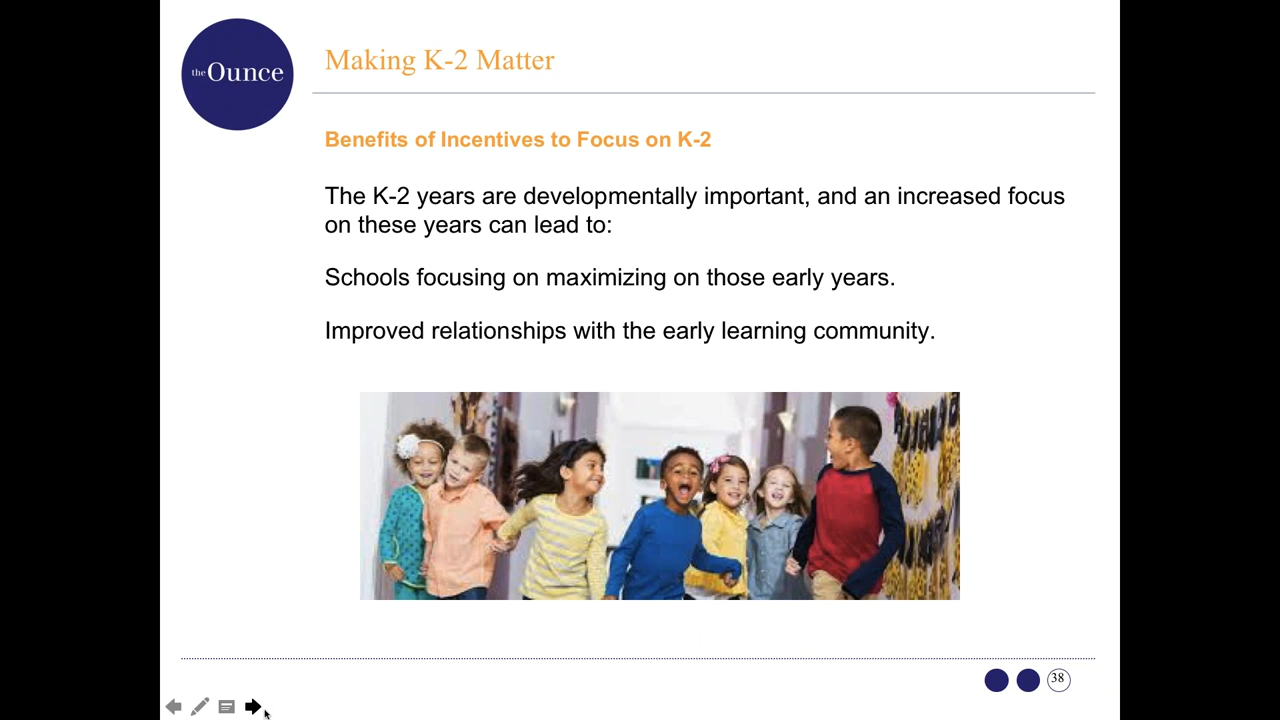 the Ounce
Making K-2 Matter
Benefits of Incentives to Focus on K-2
The K-2 years are developmentally important, and an increased focus
on these years can lead to:
Schools focusing on maximizing on those early years.
Improved relationships with the early learning community.
38